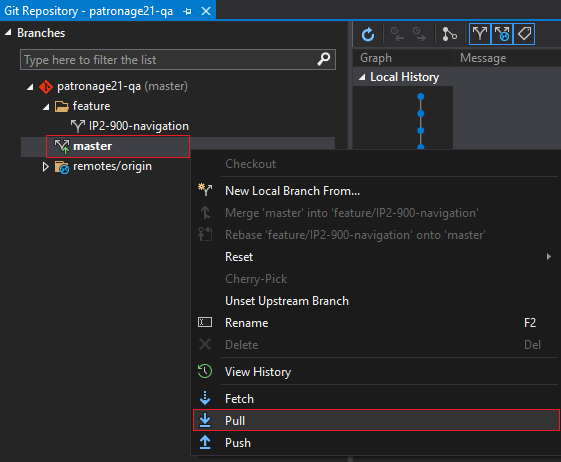 Git Repository - patronage21-qa
Branches
Type here to filter the list
patronage21-qa (master)
feature
IP2-900-navigation
master
remotes/origin
Graph Message
Local History
Checkout
New Local Branch From...
Merge 'master' into 'feature/IP2-900-navigation'
Rebase 'feature/IP2-900-navigation' onto 'master'
Reset
Cherry-Pick
Unset Upstream Branch
Rename F2
Delete Del
View History
Fetch
Pull
Push